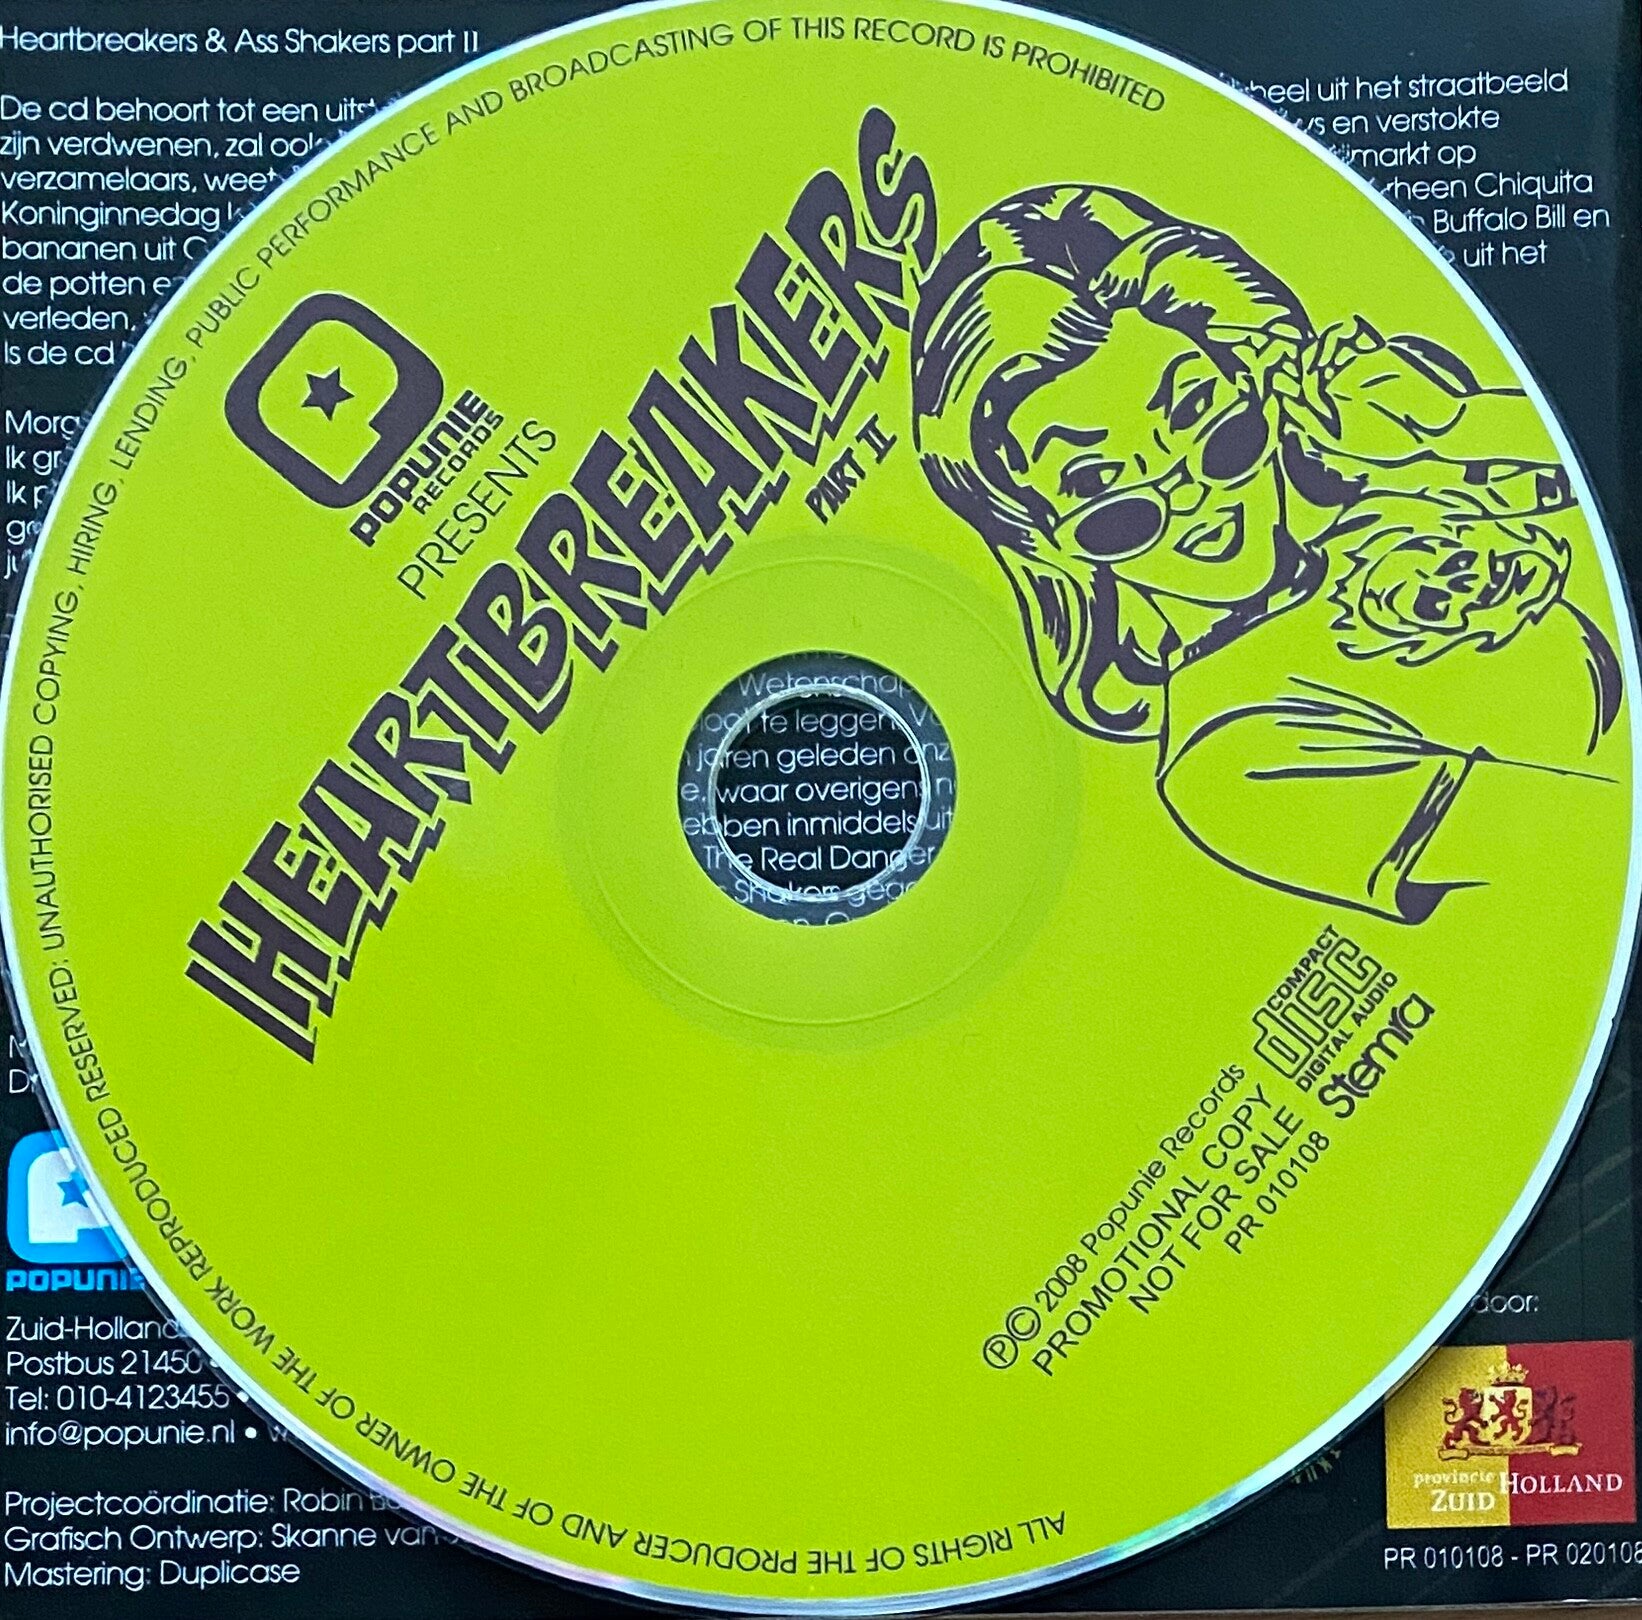 Heartbreakers & Ass Shakers part II
De cd behoort tot een
heel uit het straatbeeld
zijn verdwenen, zal
en verstokte
verzamelaars,
markt op
Koninginnedag
Chiquita
bananen uit
Buffalo Bill en
de potten
uit het
verleden,
Is de cd
Ik
Ik
ALL RIGHTS OF THE PRODUCER AND OF THE OWNER OF THE WORK REPRODUCED RESERVED: UNAUTHORISED COPYING, HIRING, LENDING, PUBLIC PERFORMANCE AND BROADCASTING OF THIS RECORD IS PROHIBITED
POPUNIE
RECORDS
PRESENTS
HEARTBREAKERS
PART II
te leggen
jaren geleden
waar overigens
inmiddels
The Real Danger
Shakers
COMPACT
disc
DIGITAL AUDIO
stemra
℗© 2008 Popunie Records
PROMOTIONAL COPY
NOT FOR SALE
PR 010108
POPUNIE
Zuid-Holland
Postbus 21450
Tel: 010-4123455 •
info@popunie.nl •
Projectcoördinatie: Robin
Grafisch Ontwerp: Skanne van
Mastering: Duplicase
door:
provincie HOLLAND
ZUID
PR 010108 - PR 020108